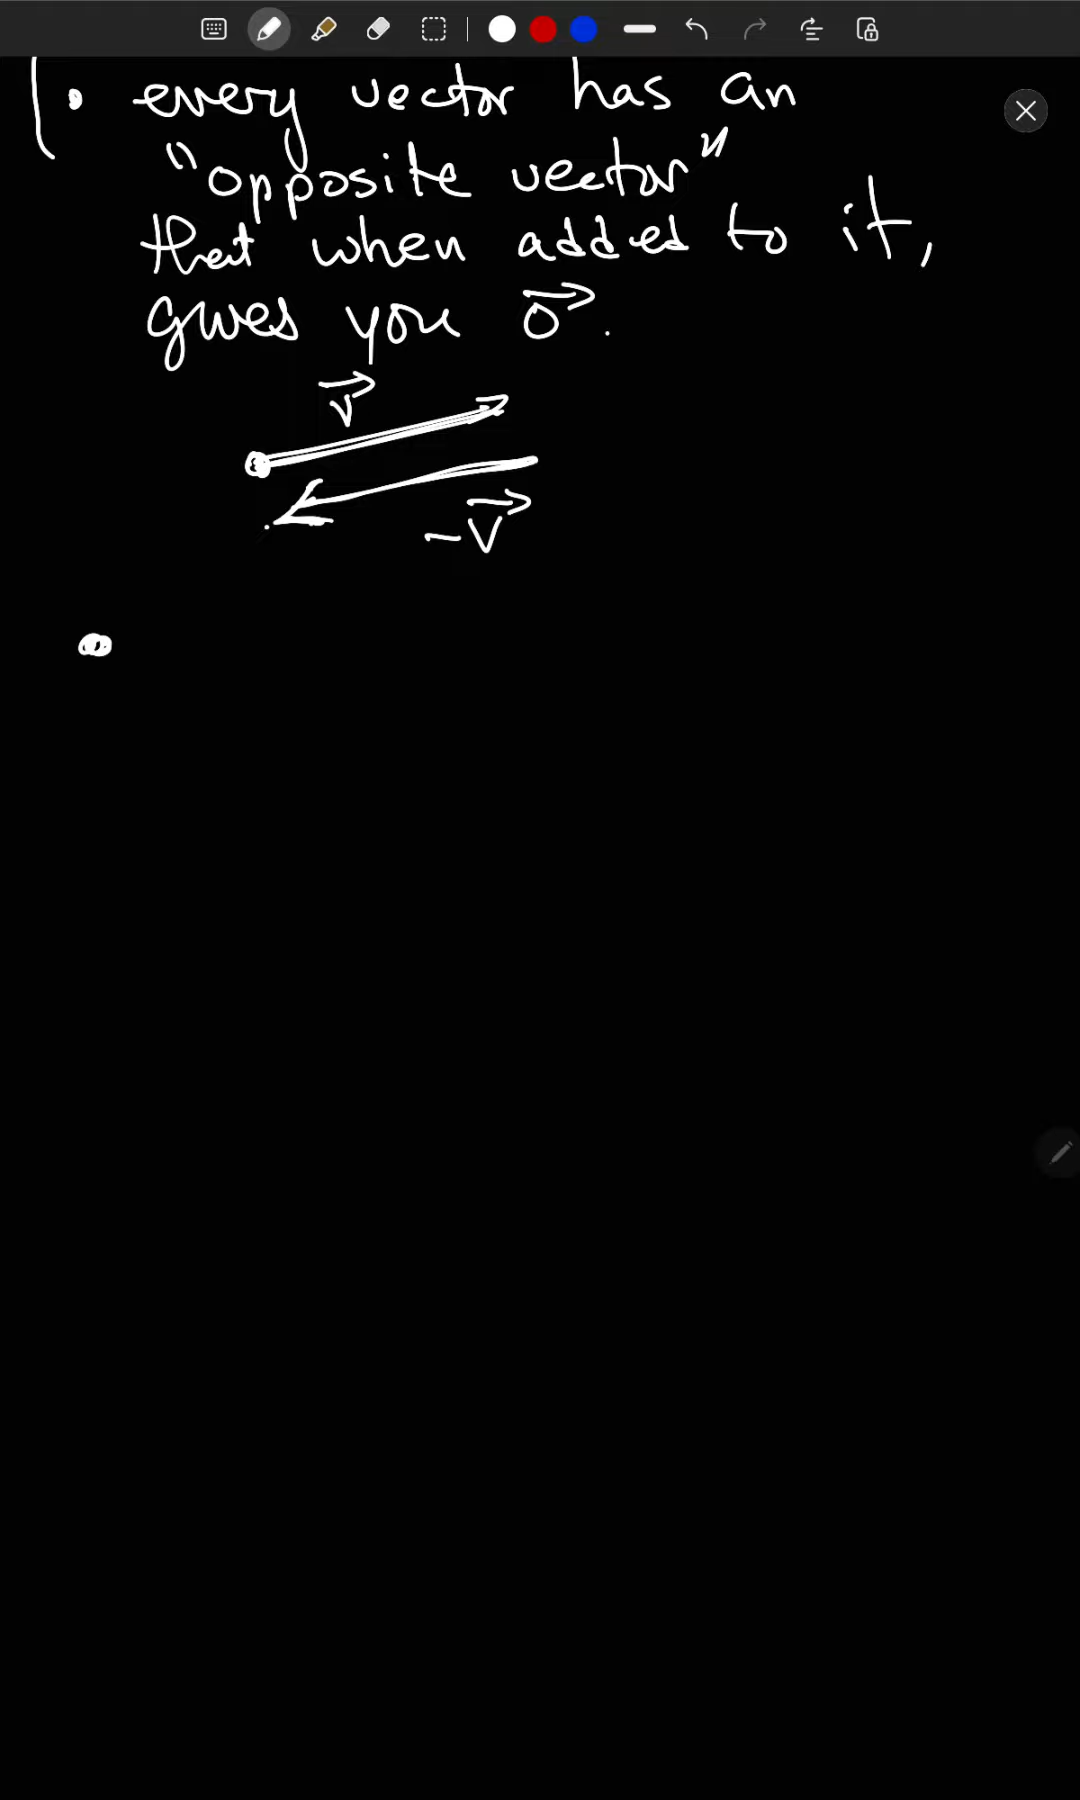 • every vector has an
"opposite vector"
that when added to it,
gives you 0⃗.
v⃗
-v⃗
•